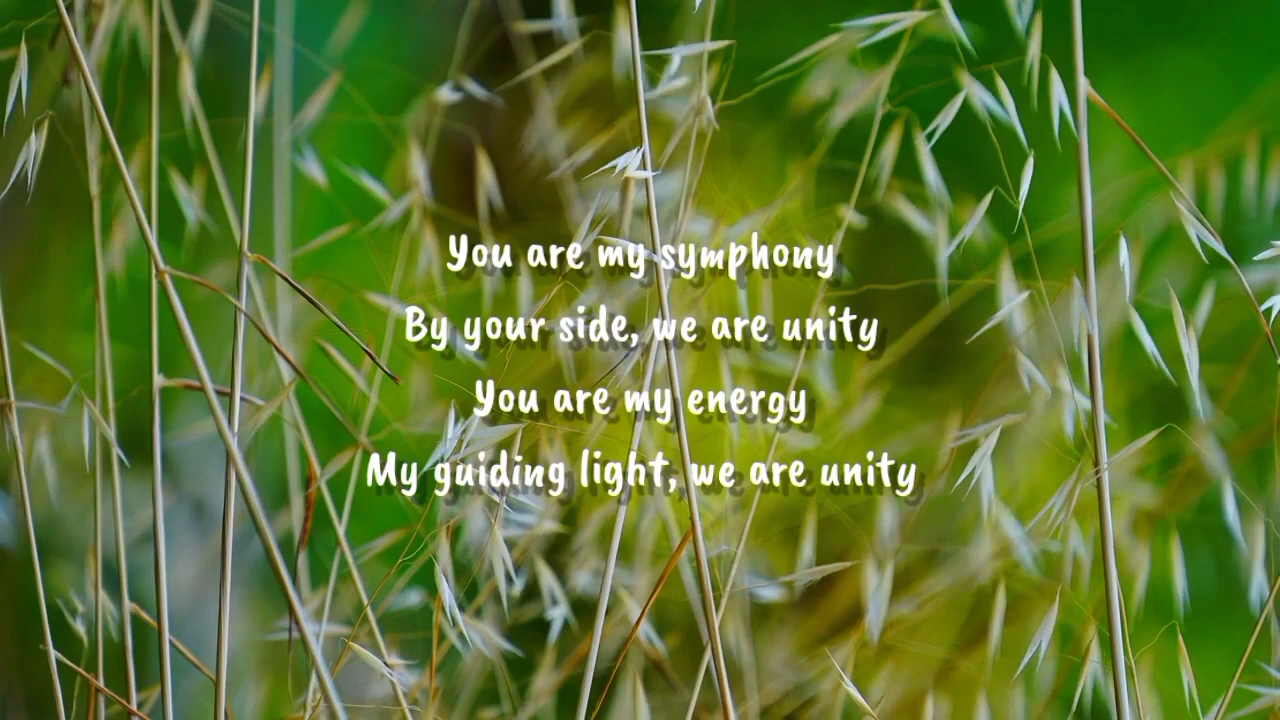 You are my symphony
By your side, we are unity
You are my energy
My guiding light, we are unity